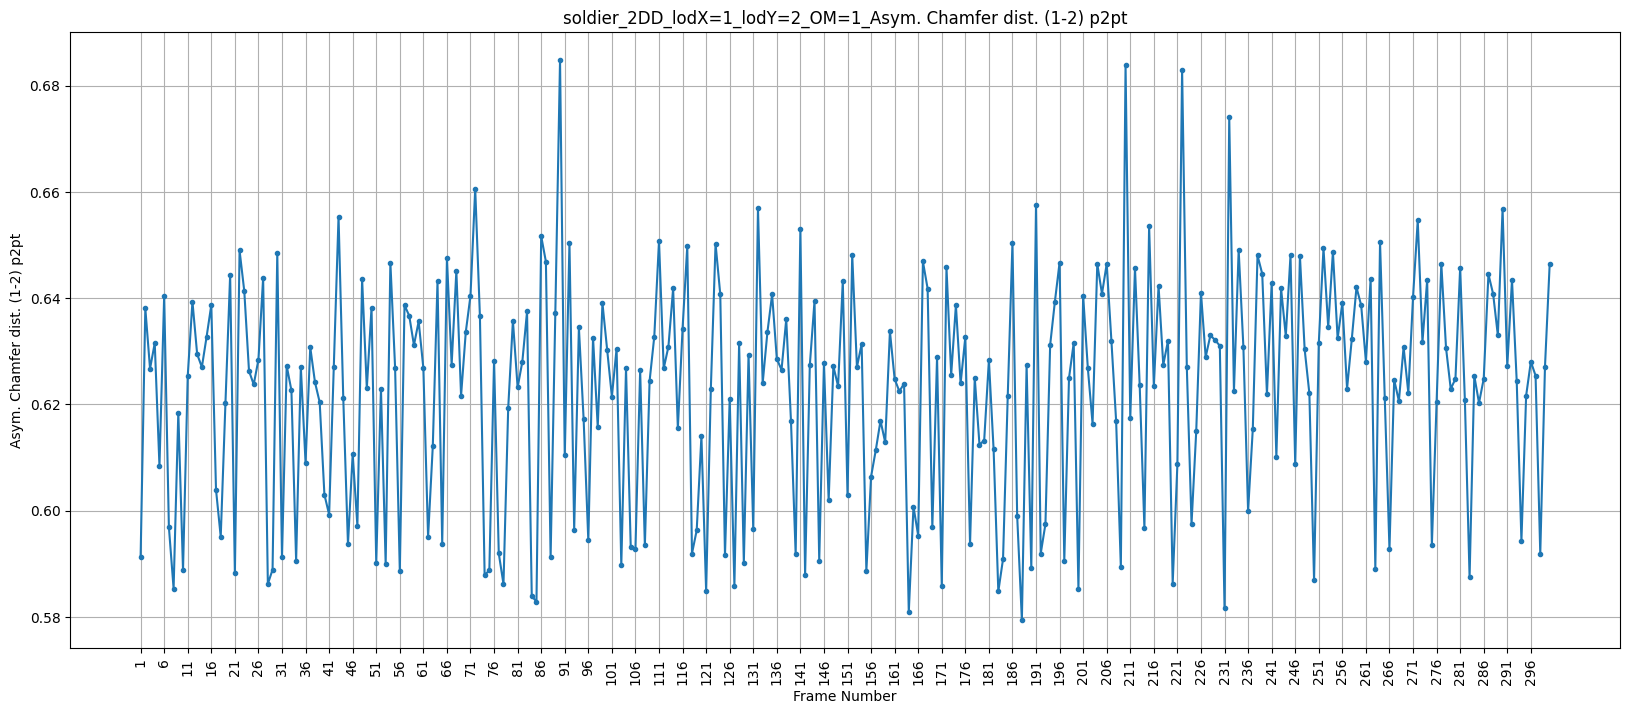 soldier_2DD_lodX=1_lodY=2_OM=1_Asym. Chamfer dist. (1-2) p2pt
Asym. Chamfer dist. (1-2) p2pt
0.68
0.66
0.64
0.62
0.60
0.58
1 6 11 16 21 26 31 36 41 46 51 56 61 66 71 76 81 86 91 96 101 106 111 116 121 126 131 136 141 146 151 156 161 166 171 176 181 186 191 196 201 206 211 216 221 226 231 236 241 246 251 256 261 266 271 276 281 286 291 296
Frame Number